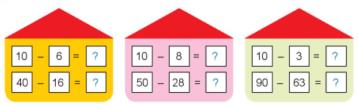 10 – 6 = ?
40 – 16 = ?
10 – 8 = ?
50 – 28 = ?
10 – 3 = ?
90 – 63 = ?